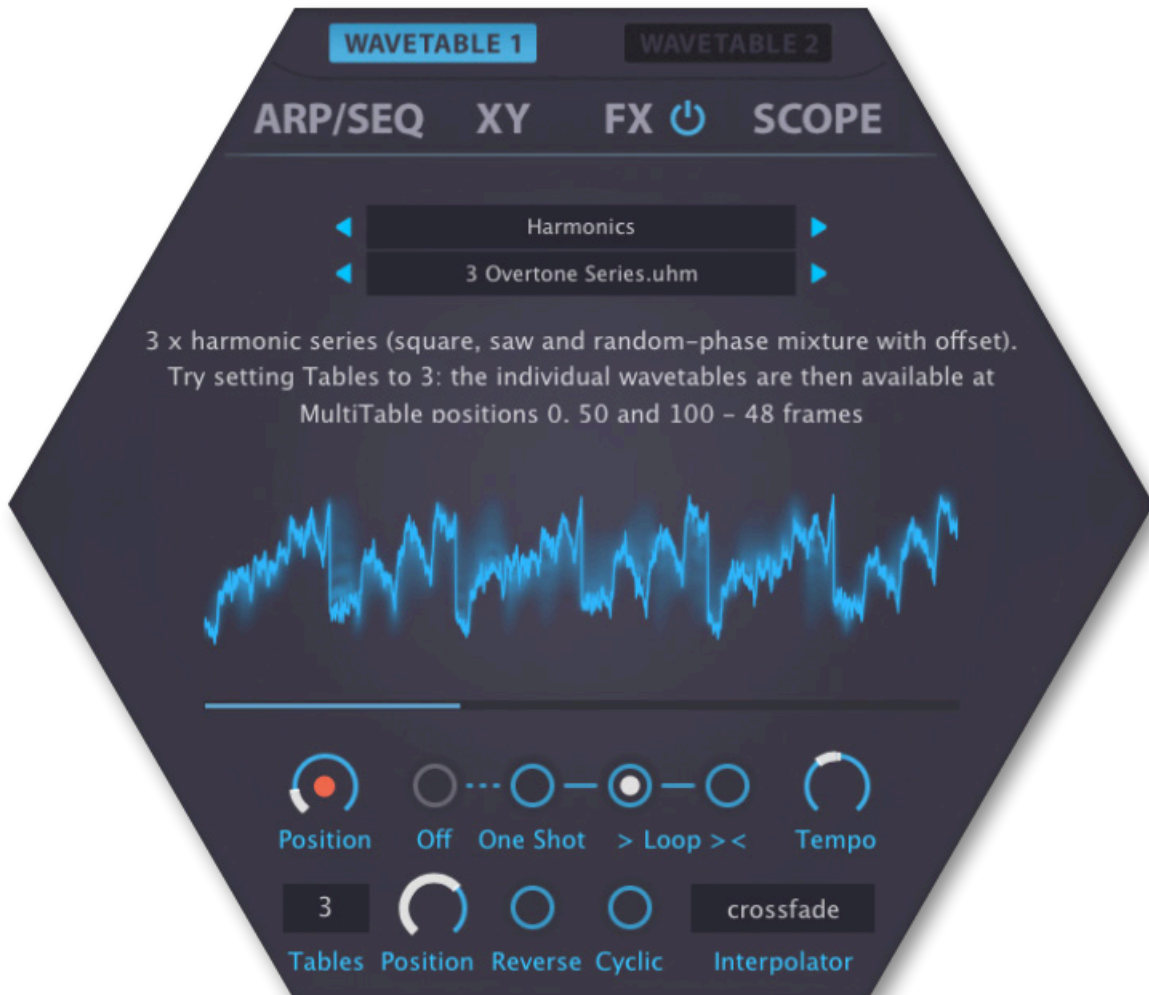 WAVETABLE 1 WAVETABLE 2
ARP/SEQ XY FX SCOPE
Harmonics
3 Overtone Series.uhm
3 x harmonic series (square, saw and random-phase mixture with offset).
Try setting Tables to 3: the individual wavetables are then available at
MultiTable positions 0. 50 and 100 – 48 frames
Position Off One Shot > Loop > < Tempo
3 crossfade
Tables Position Reverse Cyclic Interpolator